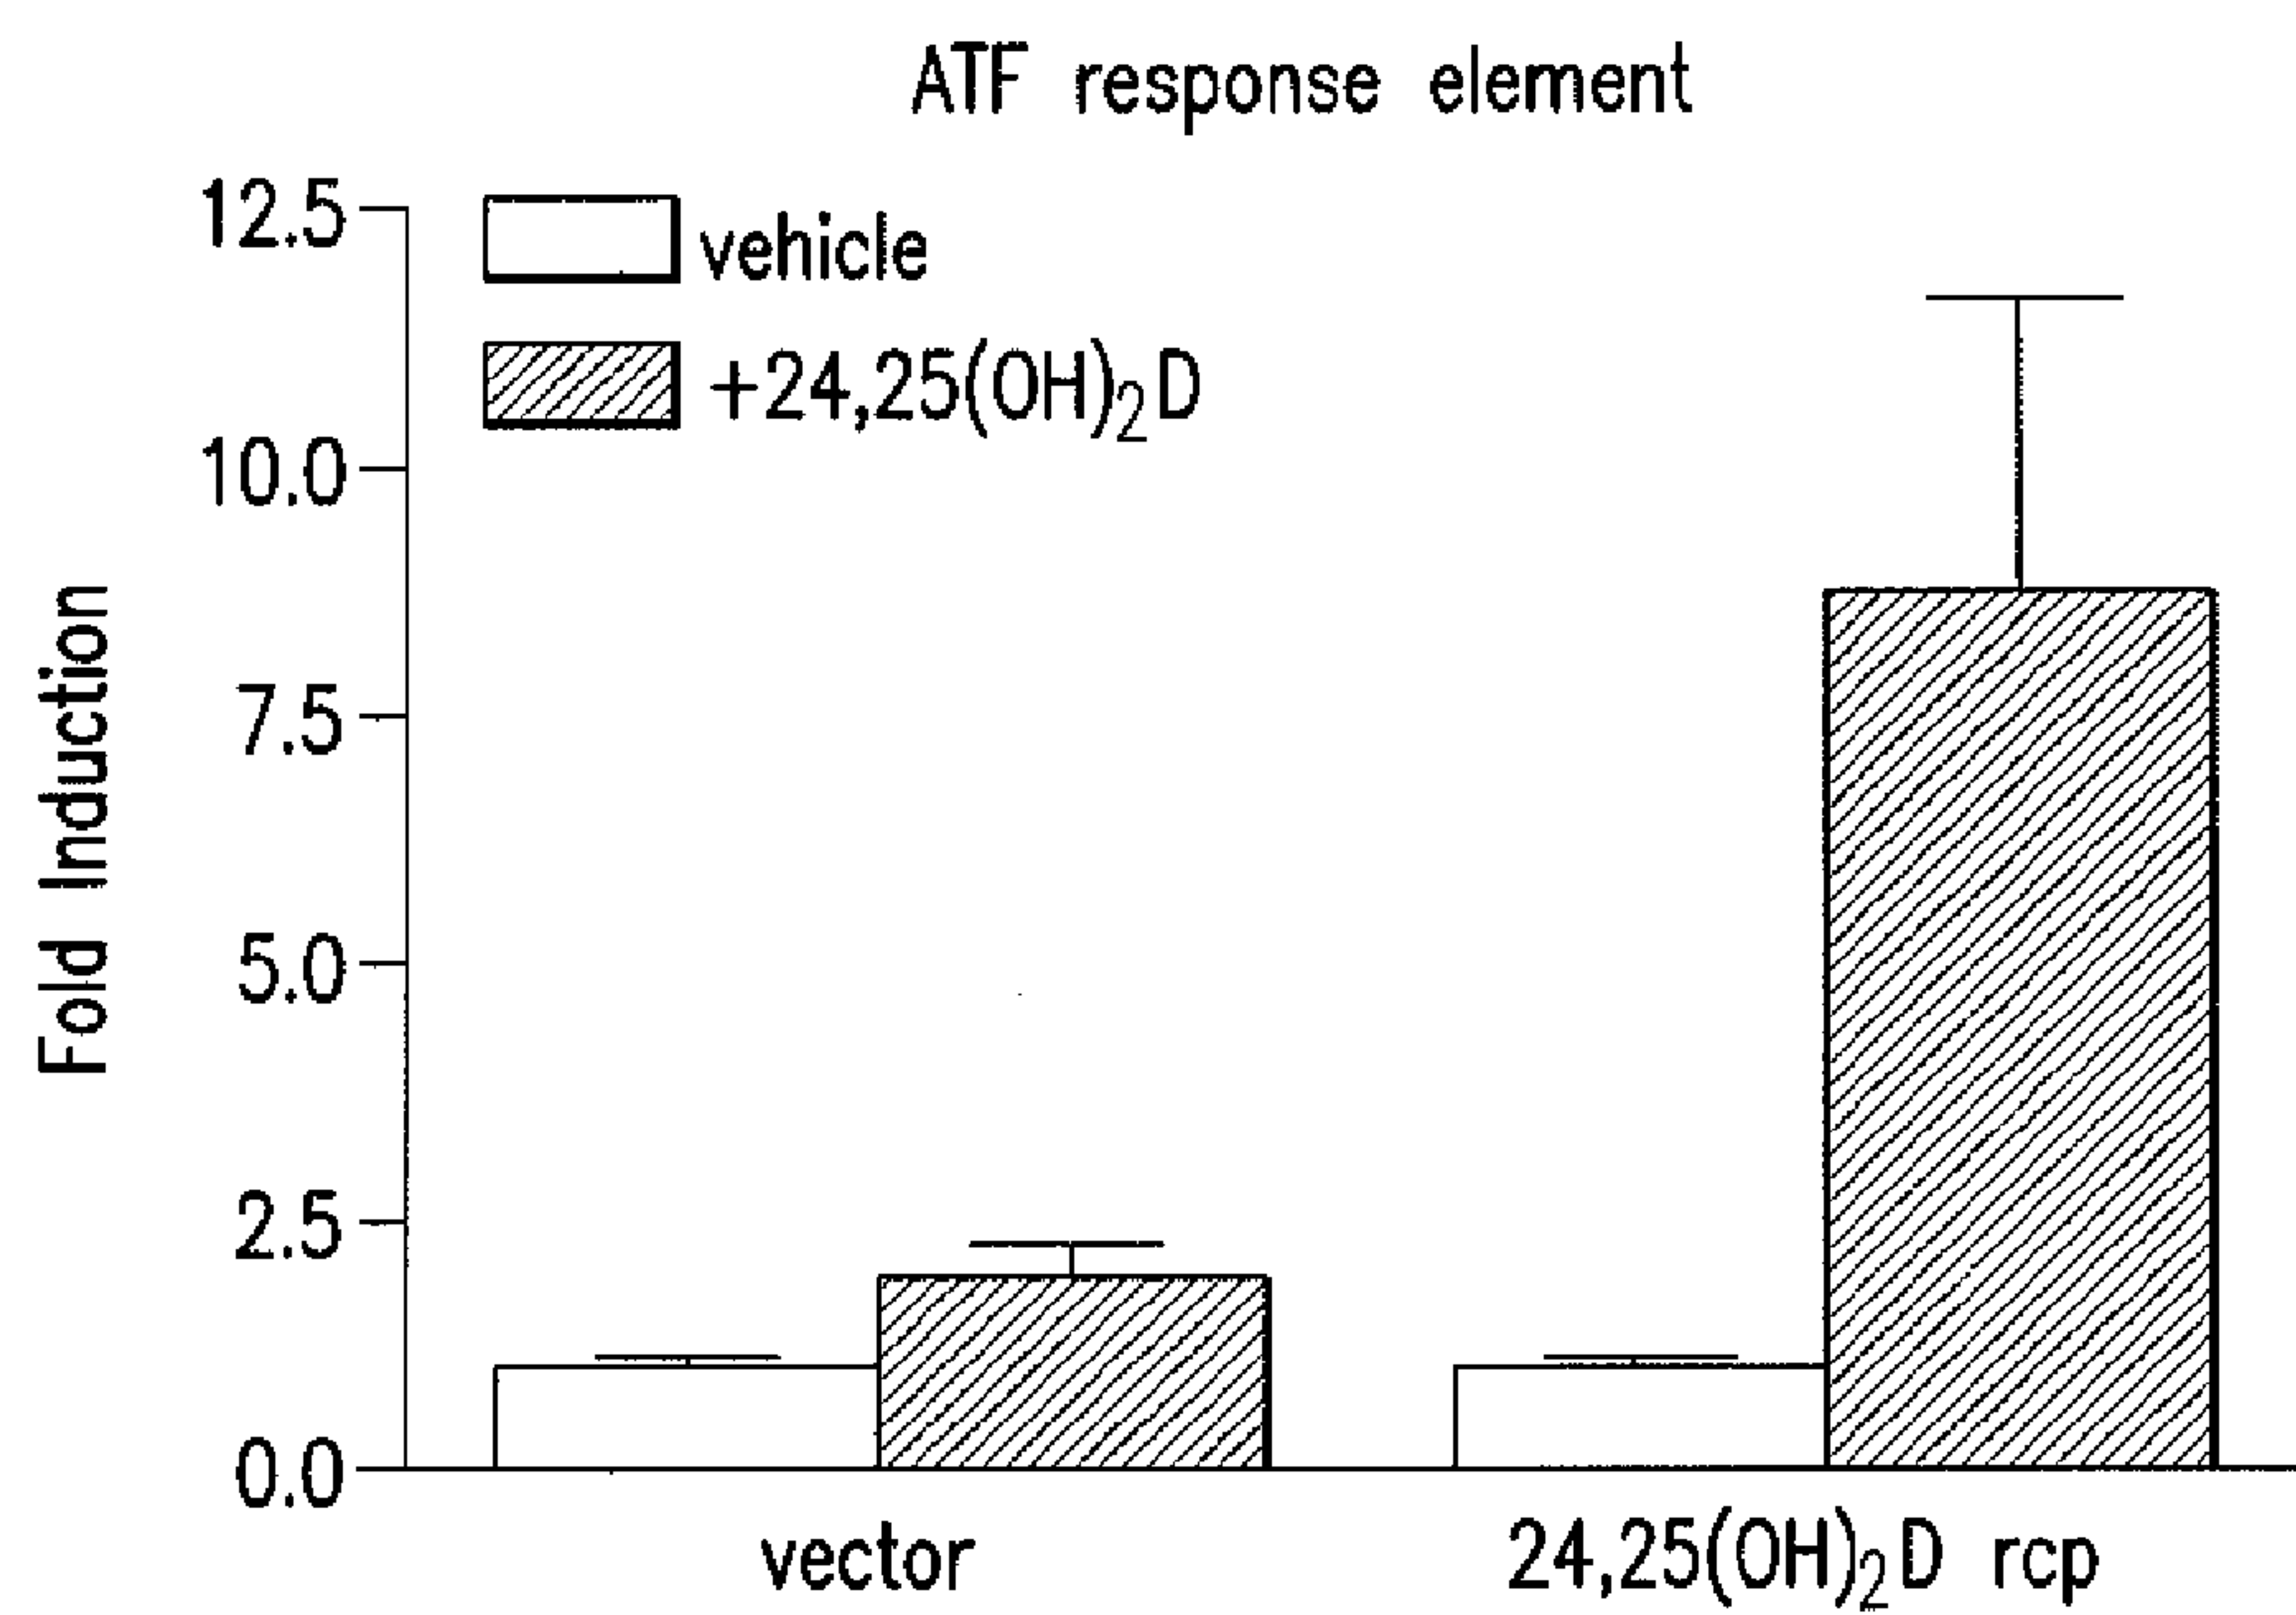 ATF response element
12.5
vehicle
+24,25(OH)₂D
10.0
7.5
5.0
2.5
0.0
Fold Induction
vector
24,25(OH)₂D rcp